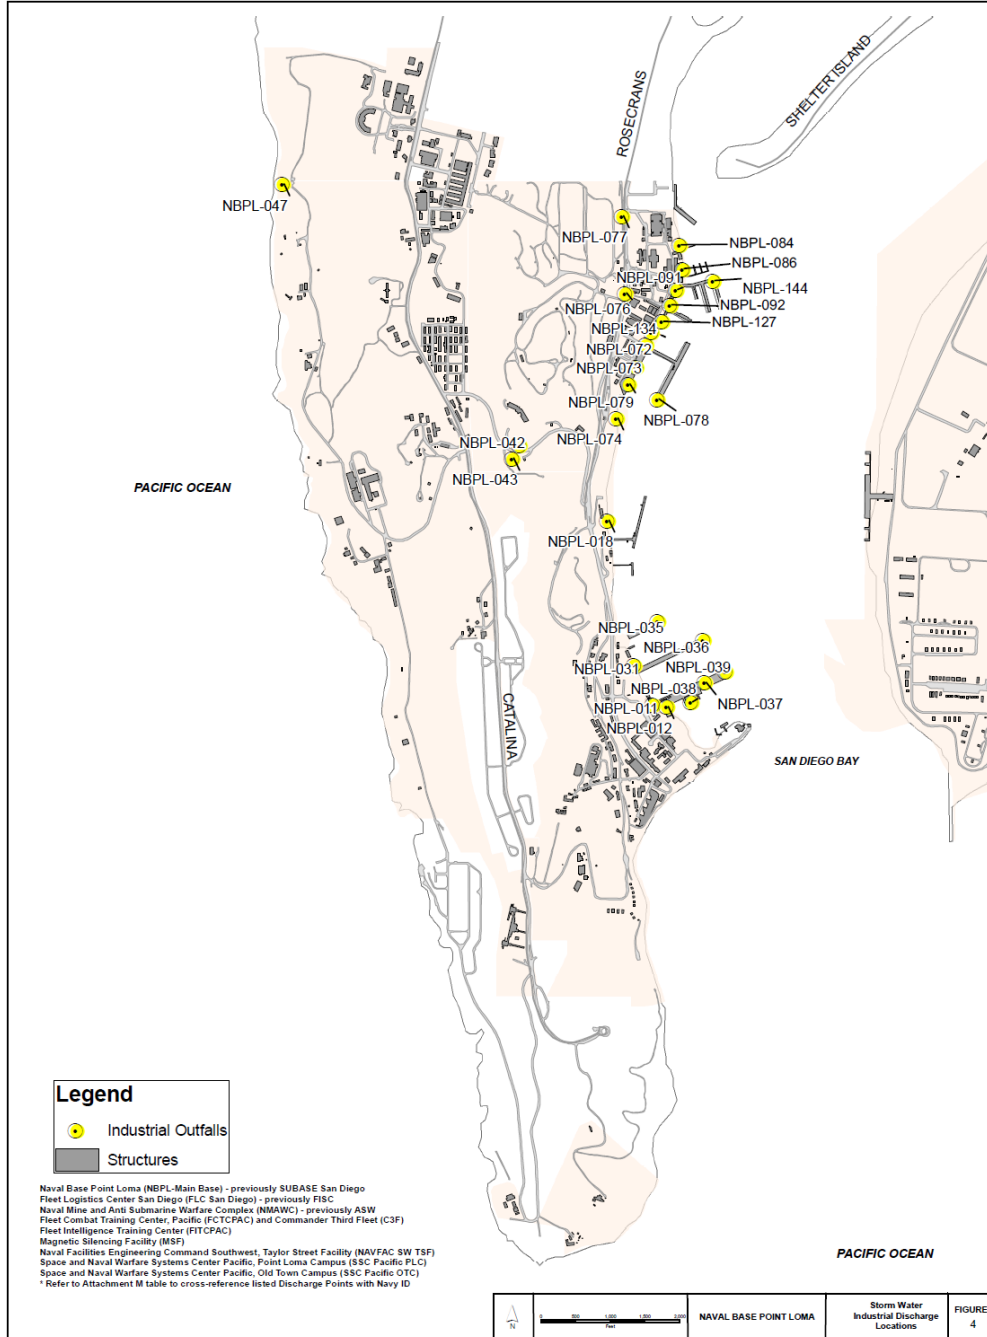 SHELTER ISLAND
ROSECRANS
NBPL-047
NBPL-077
NBPL-084
NBPL-086
NBPL-091
NBPL-144
NBPL-076
NBPL-092
NBPL-134
NBPL-127
NBPL-072
NBPL-073
NBPL-079
NBPL-078
NBPL-074
NBPL-042
NBPL-043
PACIFIC OCEAN
NBPL-018
NBPL-035
NBPL-036
NBPL-031
NBPL-039
NBPL-038
NBPL-037
NBPL-011
NBPL-012
CATALINA
SAN DIEGO BAY
Legend
Industrial Outfalls
Structures
Naval Base Point Loma (NBPL-Main Base) - previously SUBASE San Diego
Fleet Logistics Center San Diego (FLC San Diego) - previously FISC
Naval Mine and Anti Submarine Warfare Complex (NMAWC) - previously ASW
Fleet Combat Training Center, Pacific (FCTCPAC) and Commander Third Fleet (C3F)
Fleet Intelligence Training Center (FITCPAC)
Magnetic Silencing Facility (MSF)
Naval Facilities Engineering Command Southwest, Taylor Street Facility (NAVFAC SW TSF)
Space and Naval Warfare Systems Center Pacific, Point Loma Campus (SSC Pacific PLC)
Space and Naval Warfare Systems Center Pacific, Old Town Campus (SSC Pacific OTC)
* Refer to Attachment M table to cross-reference listed Discharge Points with Navy ID
PACIFIC OCEAN
N
0 500 1,000 1,500 2,000
Feet
NAVAL BASE POINT LOMA
Storm Water
Industrial Discharge
Locations
FIGURE
4